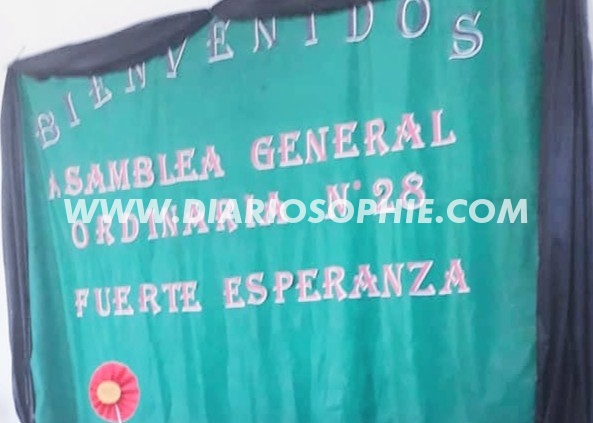 BIENVENIDOS
ASAMBLEA GENERAL
ORDINARIA N° 28
WWW.DIARIOSOPHIE.COM
FUERTE ESPERANZA